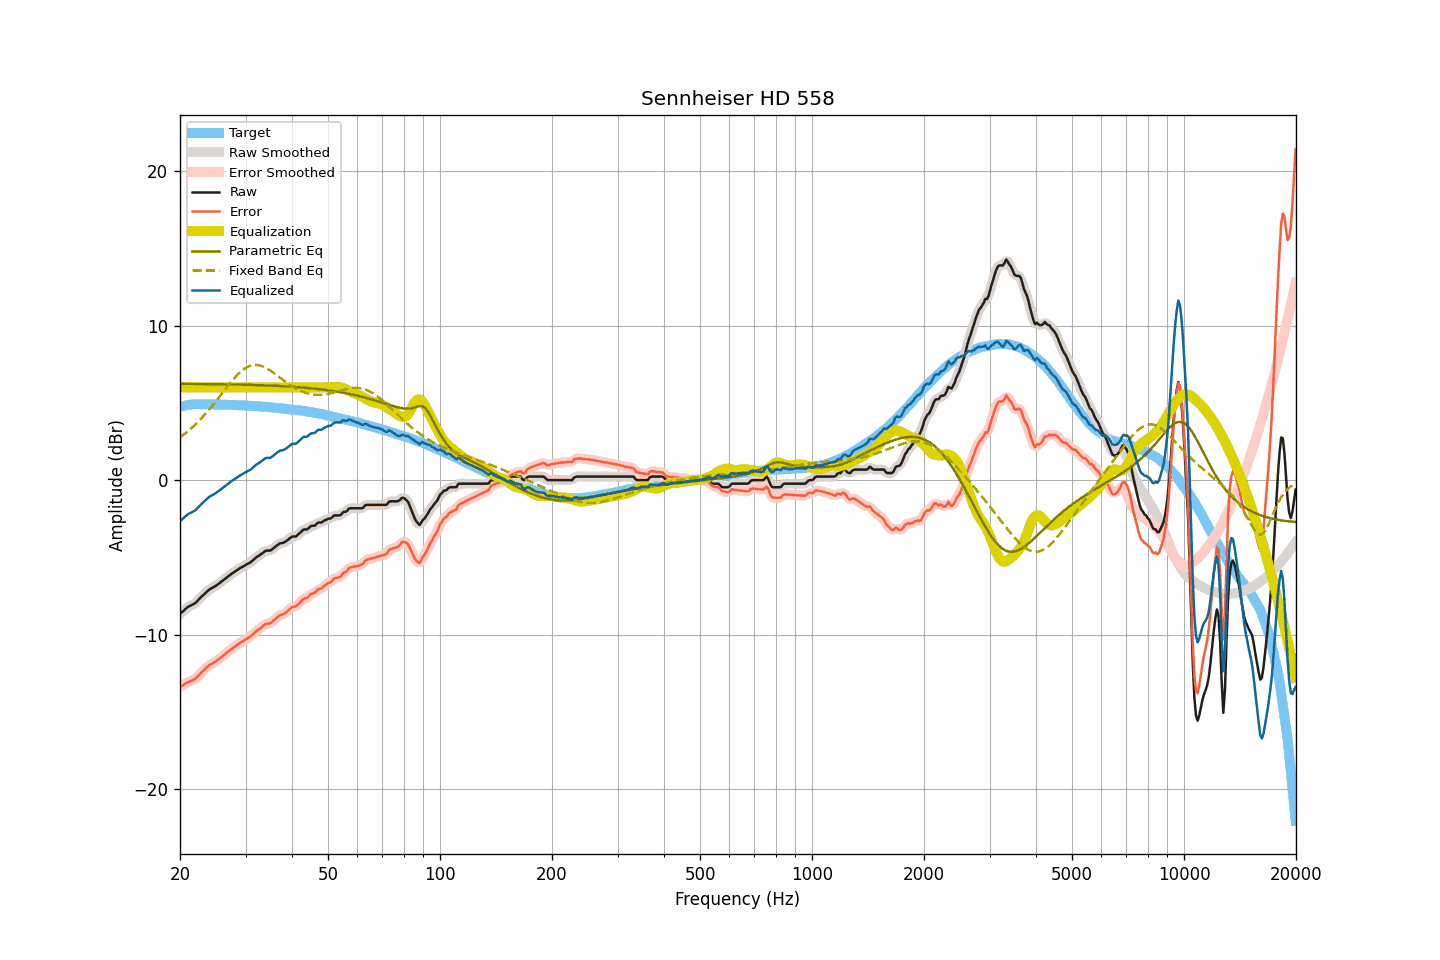 Sennheiser HD 558
Target
Raw Smoothed
Error Smoothed
Raw
Error
Equalization
Parametric Eq
Fixed Band Eq
Equalized
20
10
0
−10
−20
Amplitude (dBr)
20 50 100 200 500 1000 2000 5000 10000 20000
Frequency (Hz)